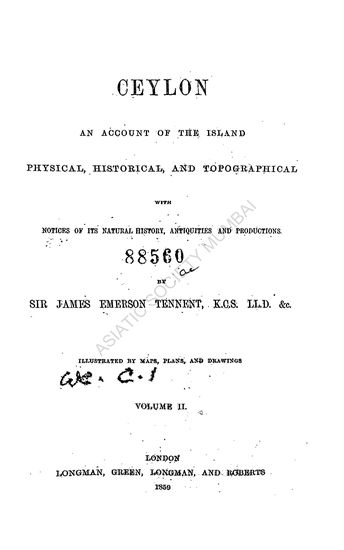 CEYLON
AN ACCOUNT OF THE ISLAND
PHYSICAL, HISTORICAL, AND TOPOGRAPHICAL
WITH
NOTICES OF ITS NATURAL HISTORY, ANTIQUITIES AND PRODUCTIONS.
88560
BY
SIR JAMES EMERSON TENNENT, K.C.S. LL.D. &c.
ASIATIC SOCIETY MUMBAI
ILLUSTRATED BY MAPS, PLANS, AND DRAWINGS
C.1
VOLUME II.
LONDON
LONGMAN, GREEN, LONGMAN, AND ROBERTS
1859